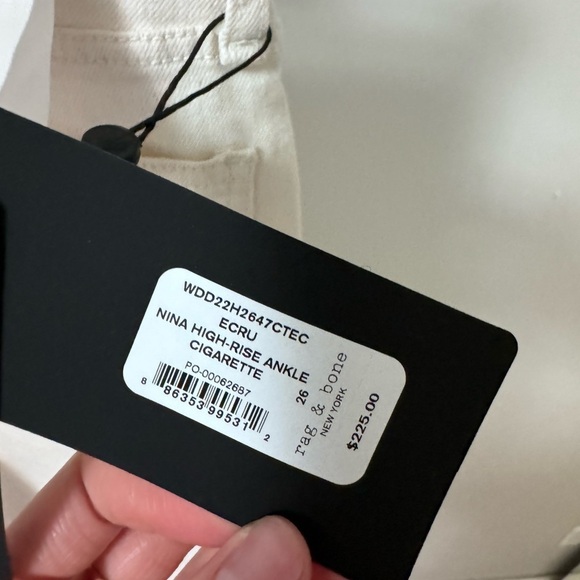 WDD22H2647CTEC
ECRU
NINA HIGH-RISE ANKLE
CIGARETTE
PO-00062687
8 86353 99531 2
26
rag & bone
NEW YORK
$225.00